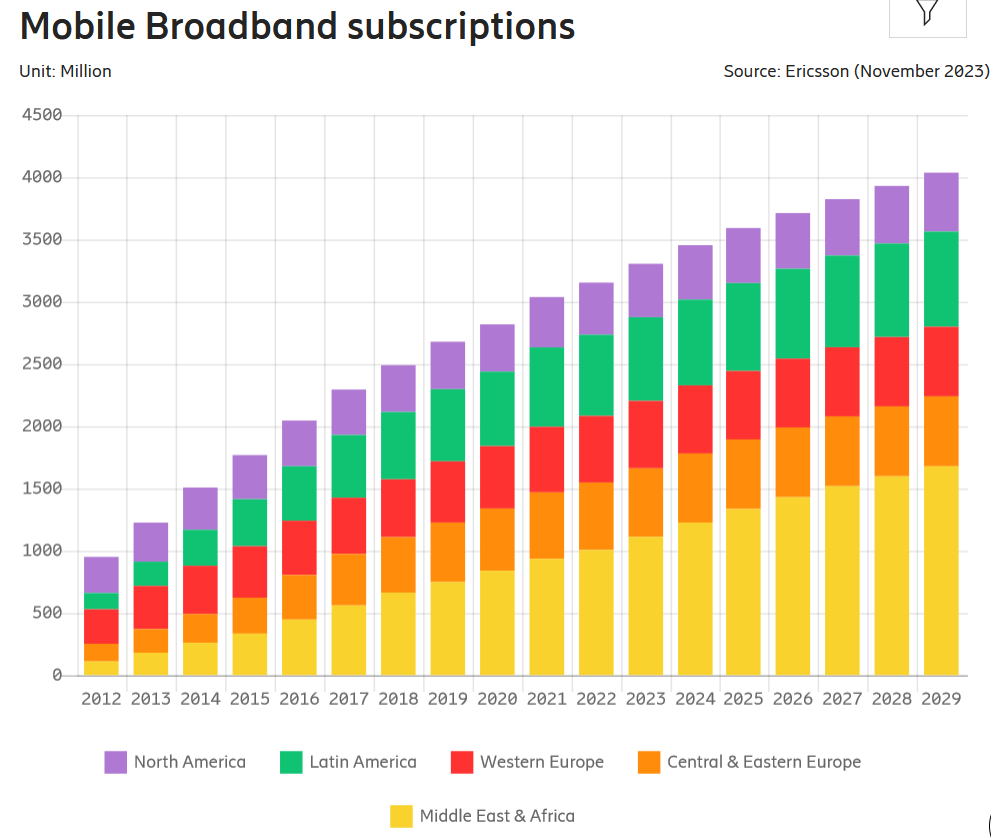 Mobile Broadband subscriptions
Unit: Million
Source: Ericsson (November 2023)
4500
4000
3500
3000
2500
2000
1500
1000
500
0
2012 2013 2014 2015 2016 2017 2018 2019 2020 2021 2022 2023 2024 2025 2026 2027 2028 2029
North America Latin America Western Europe Central & Eastern Europe
Middle East & Africa